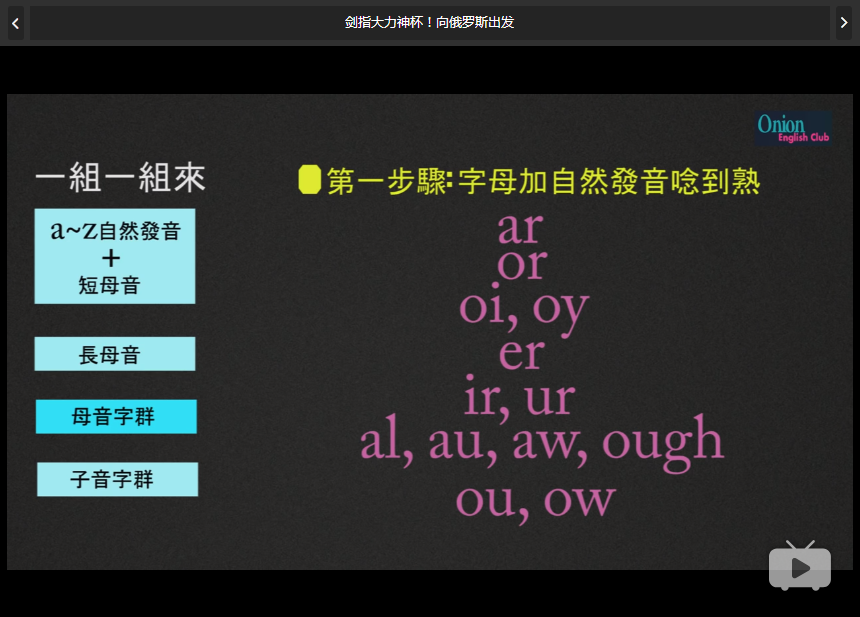 剑指大力神杯！向俄罗斯出发
Onion
English Club
一組一組來
第一步驟:字母加自然發音唸到熟
a~z自然發音
+
短母音
長母音
母音字群
子音字群
ar
or
oi, oy
er
ir, ur
al, au, aw, ough
ou, ow